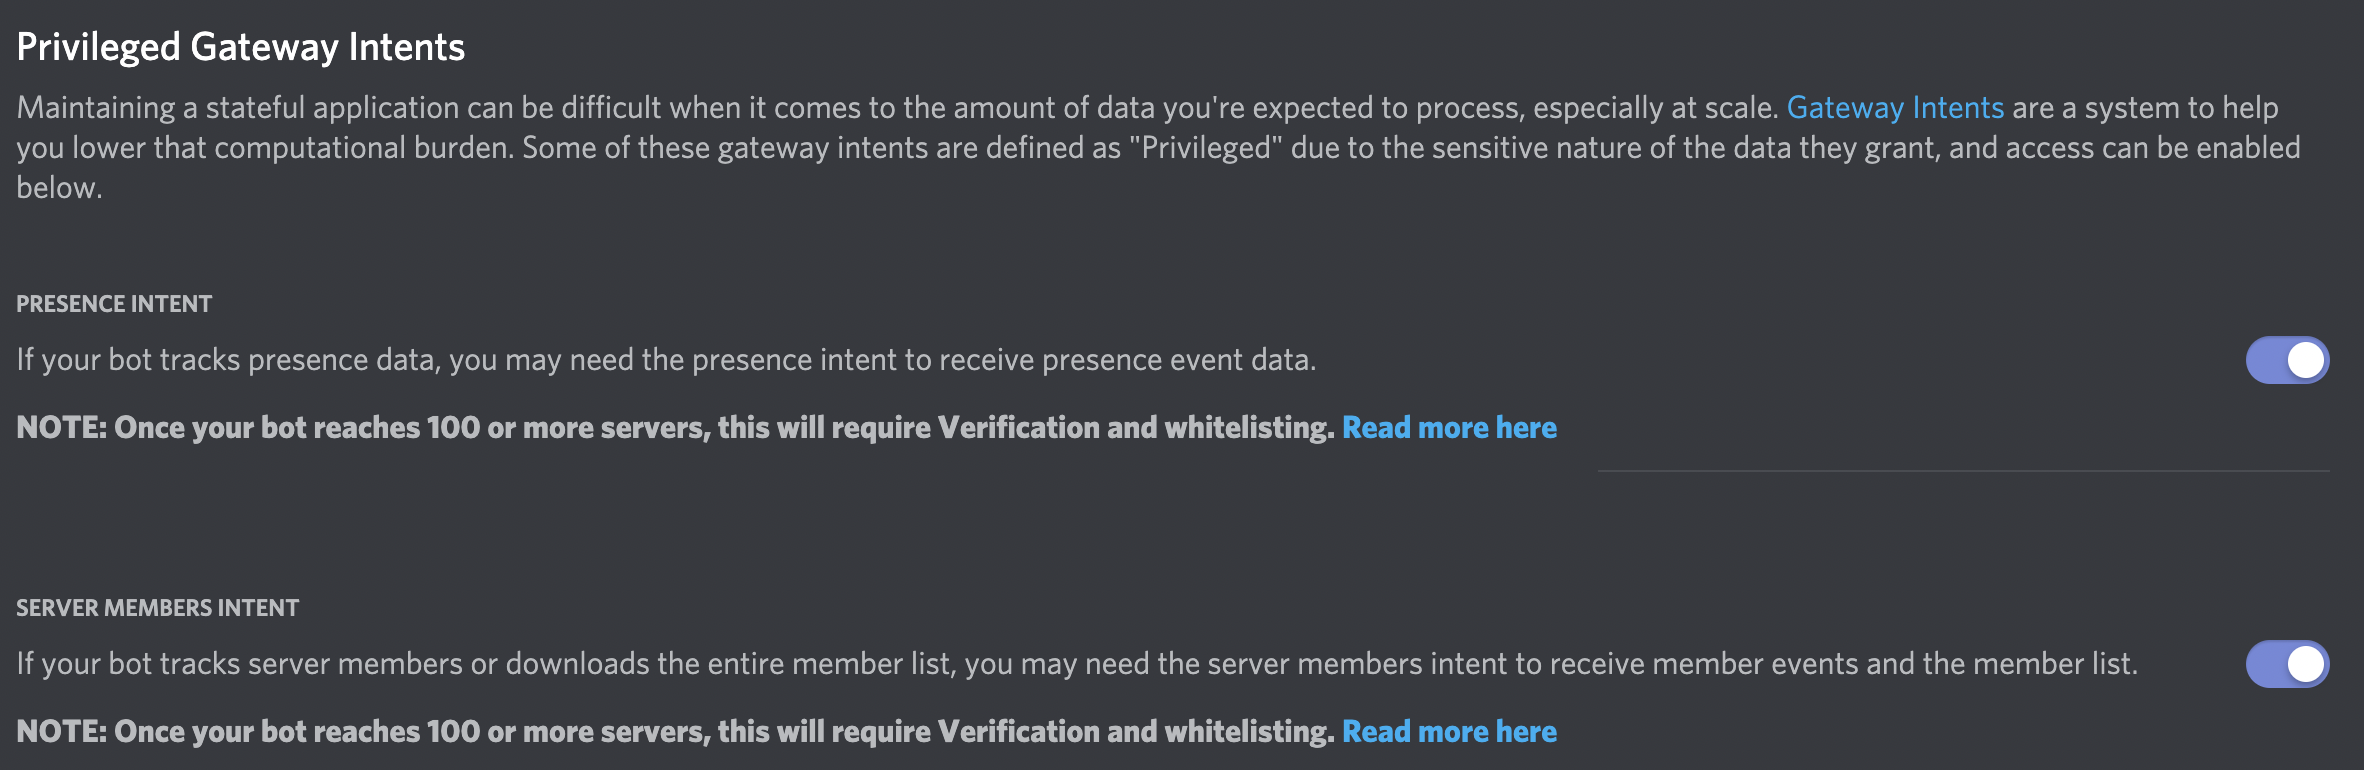 Privileged Gateway Intents
Maintaining a stateful application can be difficult when it comes to the amount of data you're expected to process, especially at scale. Gateway Intents are a system to help
you lower that computational burden. Some of these gateway intents are defined as "Privileged" due to the sensitive nature of the data they grant, and access can be enabled
below.
PRESENCE INTENT
If your bot tracks presence data, you may need the presence intent to receive presence event data.
NOTE: Once your bot reaches 100 or more servers, this will require Verification and whitelisting. Read more here
SERVER MEMBERS INTENT
If your bot tracks server members or downloads the entire member list, you may need the server members intent to receive member events and the member list.
NOTE: Once your bot reaches 100 or more servers, this will require Verification and whitelisting. Read more here